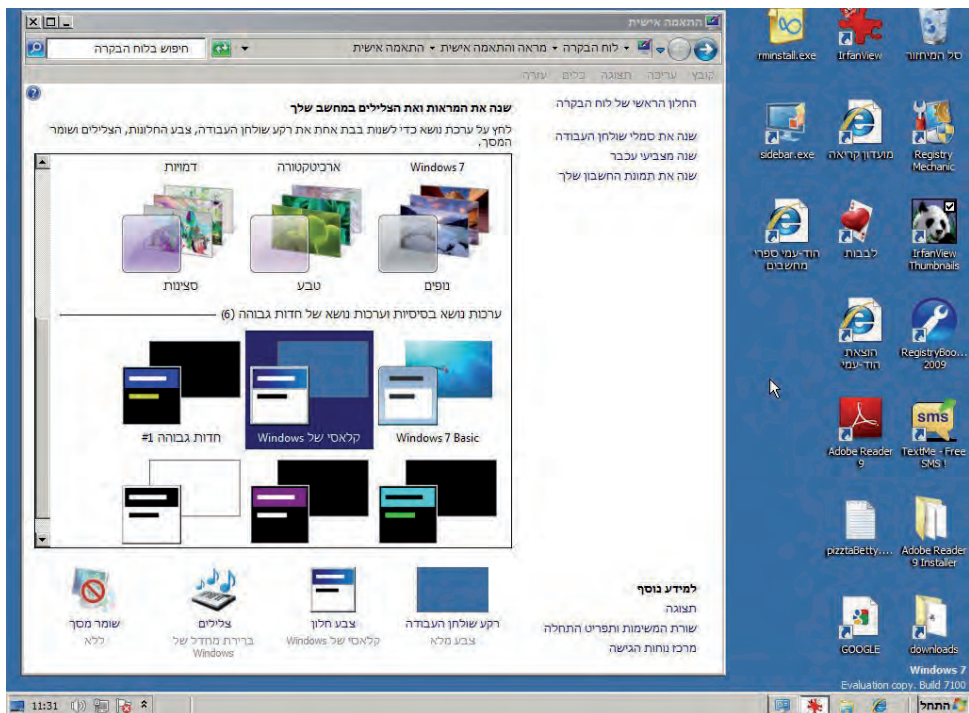 התאמה אישית
לוח הבקרה ▾ מראה והתאמה אישית ▾ התאמה אישית
חיפוש בלוח הבקרה
קובץ עריכה תצוגה כלים עזרה
החלון הראשי של לוח הבקרה
שנה את סמלי שולחן העבודה
שנה מצביעי עכבר
שנה את תמונת החשבון שלך
שנה את המראות ואת הצלילים במחשב שלך
לחץ על ערכת נושא כדי לשנות בבת אחת את רקע שולחן העבודה, צבע החלונות, הצלילים ושומר
המסך.
Windows 7
ארכיטקטורה
דמויות
נופים
טבע
סצינות
ערכות נושא בסיסיות וערכות נושא של חדות גבוהה (6)
Windows 7 Basic
קלאסי של Windows
חדות גבוהה #1
רקע שולחן העבודה
צבע מלא
צבע חלון
קלאסי של Windows
צלילים
ברירת מחדל של
Windows
שומר מסך
ללא
למידע נוסף
תצוגה
שורת המשימות ותפריט התחלה
מרכז נוחות הגישה
סל המיחזור
IrfanView
rminstall.exe
Registry
Mechanic
מועדון קריאה
sidebar.exe
IrfanView
Thumbnails
לבבות
הוד-עמי ספרי
מחשבים
RegistryBoo...
2009
הוצאת
הוד-עמי
sms
TextMe - Free
SMS !
Adobe Reader
9
Adobe Reader
9 Installer
pizztaBetty....
downloads
GOOGLE
Windows 7
Evaluation copy. Build 7100
התחל
11:31